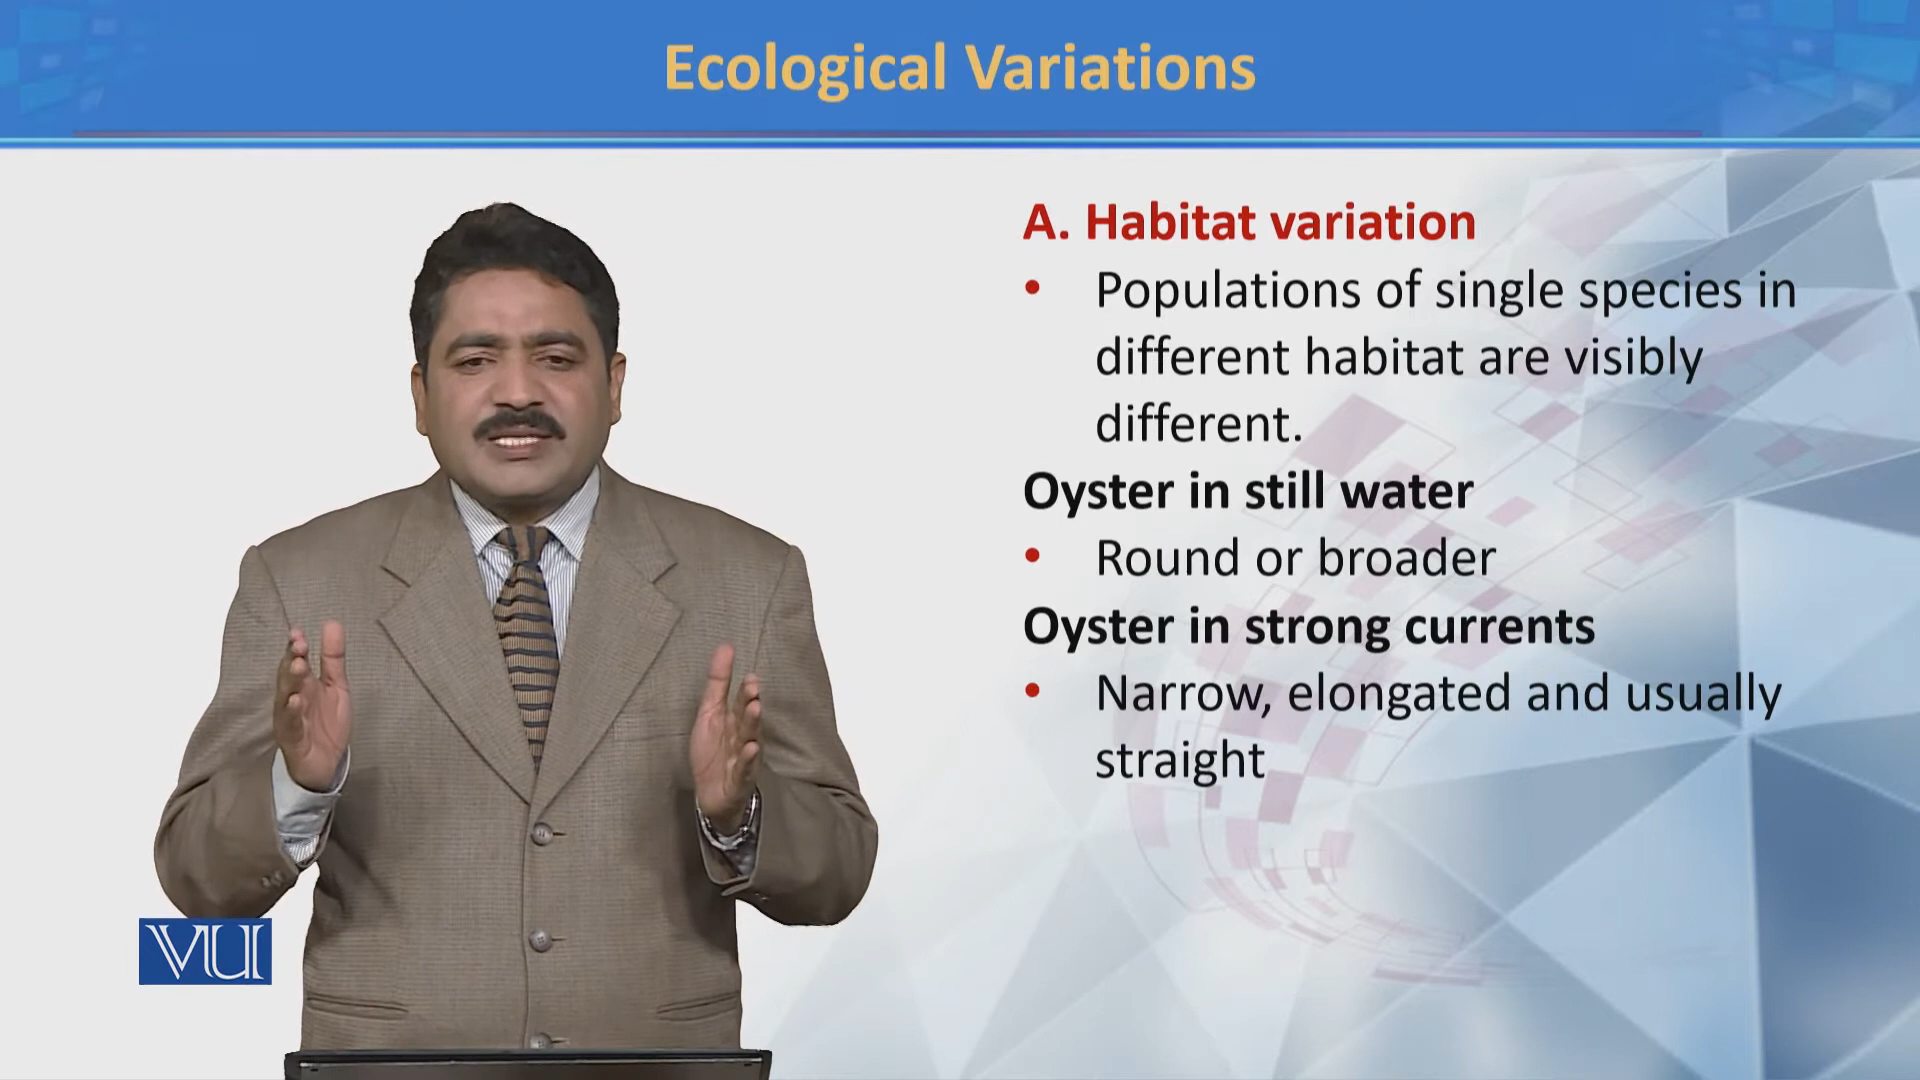 Ecological Variations
A. Habitat variation
• Populations of single species in
different habitat are visibly
different.
Oyster in still water
• Round or broader
Oyster in strong currents
• Narrow, elongated and usually
straight
VU